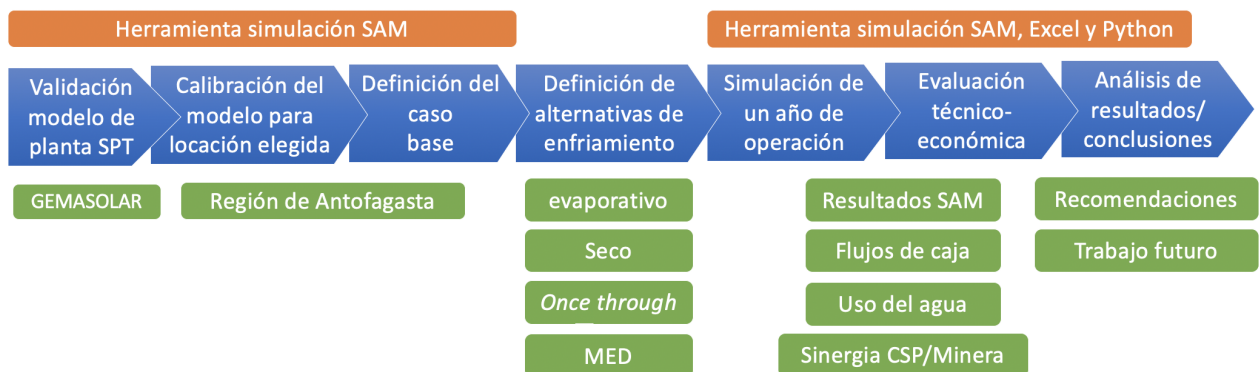 Herramienta simulación SAM
Herramienta simulación SAM, Excel y Python
Validación
modelo de
planta SPT
Calibración del
modelo para
locación elegida
Definición del
caso
base
Definición de
alternativas de
enfriamiento
Simulación de
un año de
operación
Evaluación
técnico-
económica
Análisis de
resultados/
conclusiones
GEMASOLAR
Región de Antofagasta
evaporativo
Seco
Once through
MED
Resultados SAM
Flujos de caja
Uso del agua
Sinergia CSP/Minera
Recomendaciones
Trabajo futuro